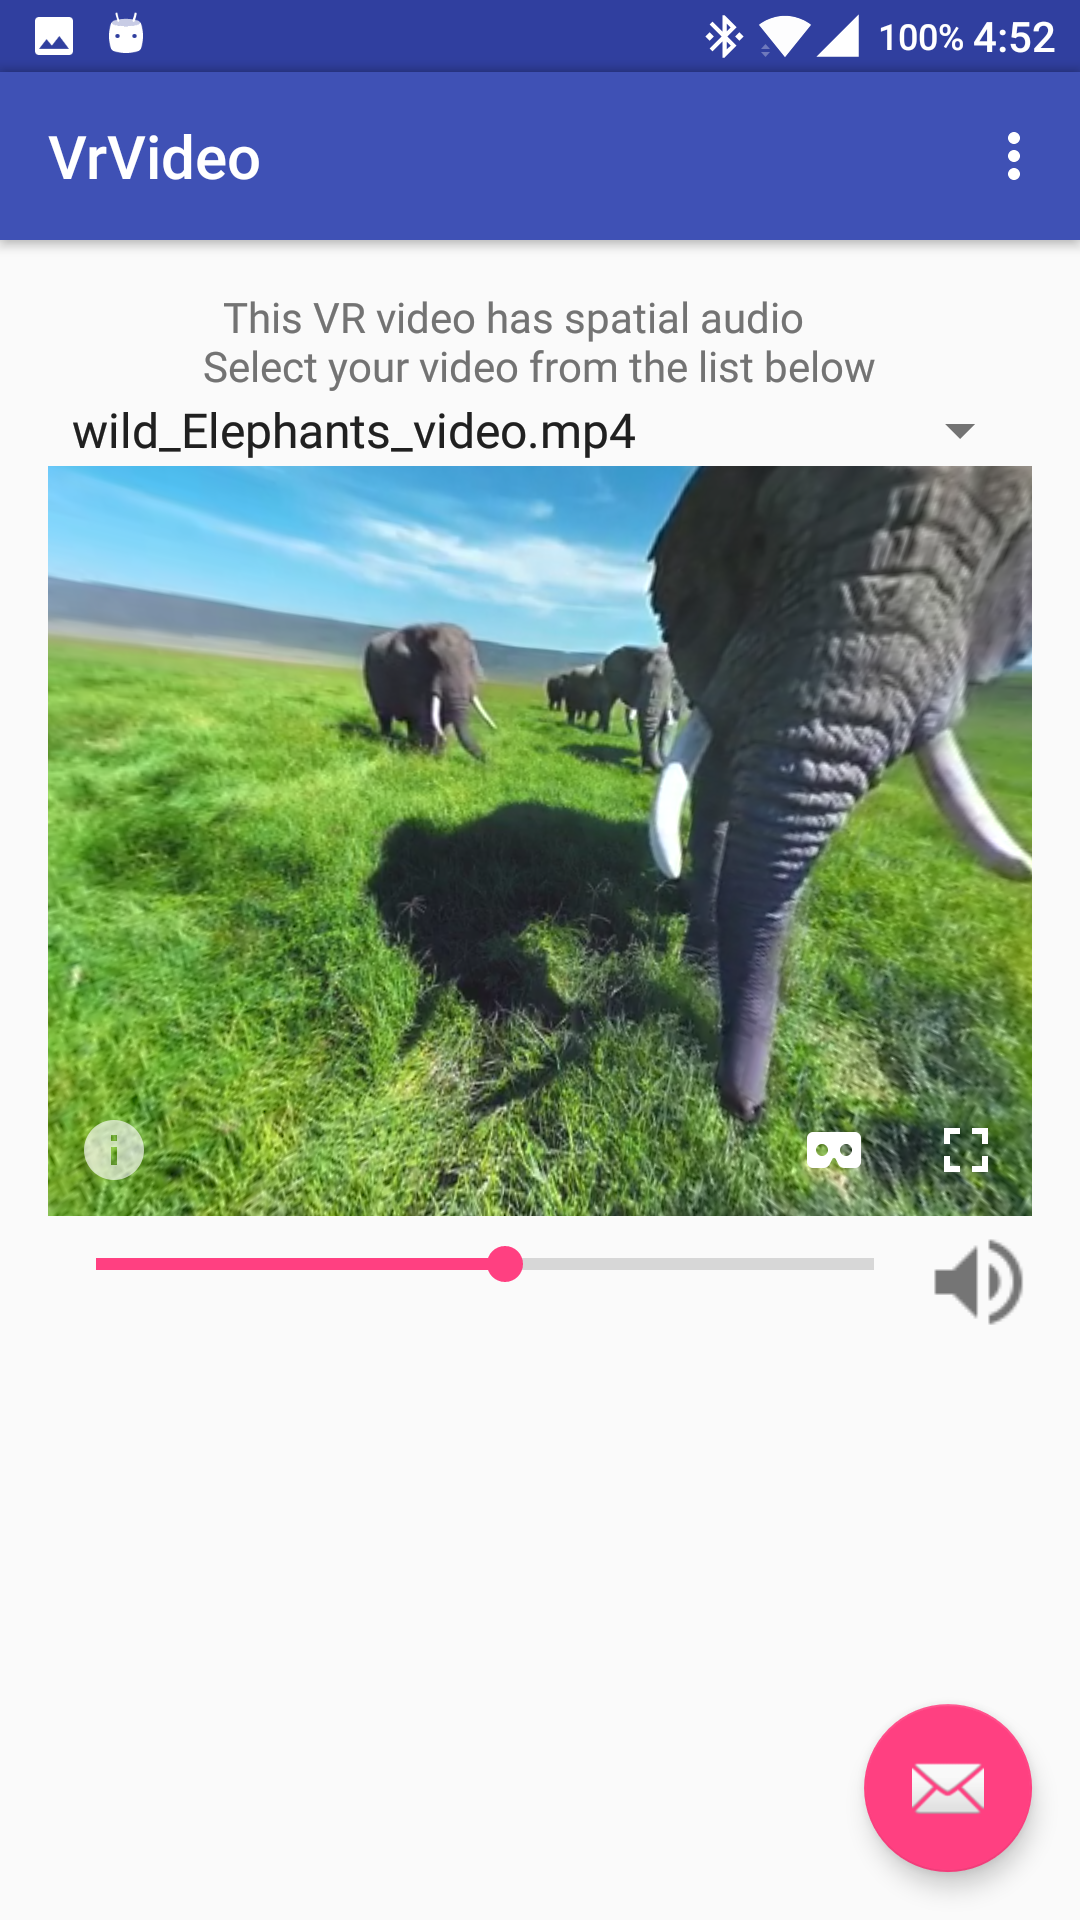 100% 4:52
VrVideo
This VR video has spatial audio
Select your video from the list below
wild_Elephants_video.mp4